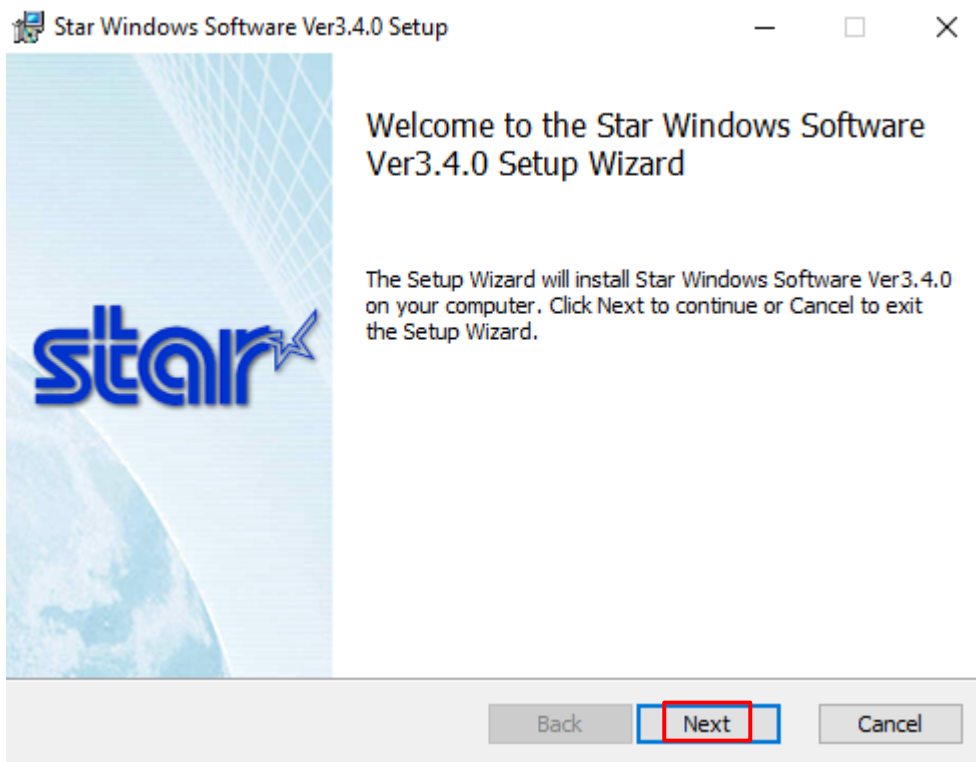 Star Windows Software Ver3.4.0 Setup
Welcome to the Star Windows Software
Ver3.4.0 Setup Wizard
The Setup Wizard will install Star Windows Software Ver3.4.0
on your computer. Click Next to continue or Cancel to exit
the Setup Wizard.
star
Back Next Cancel